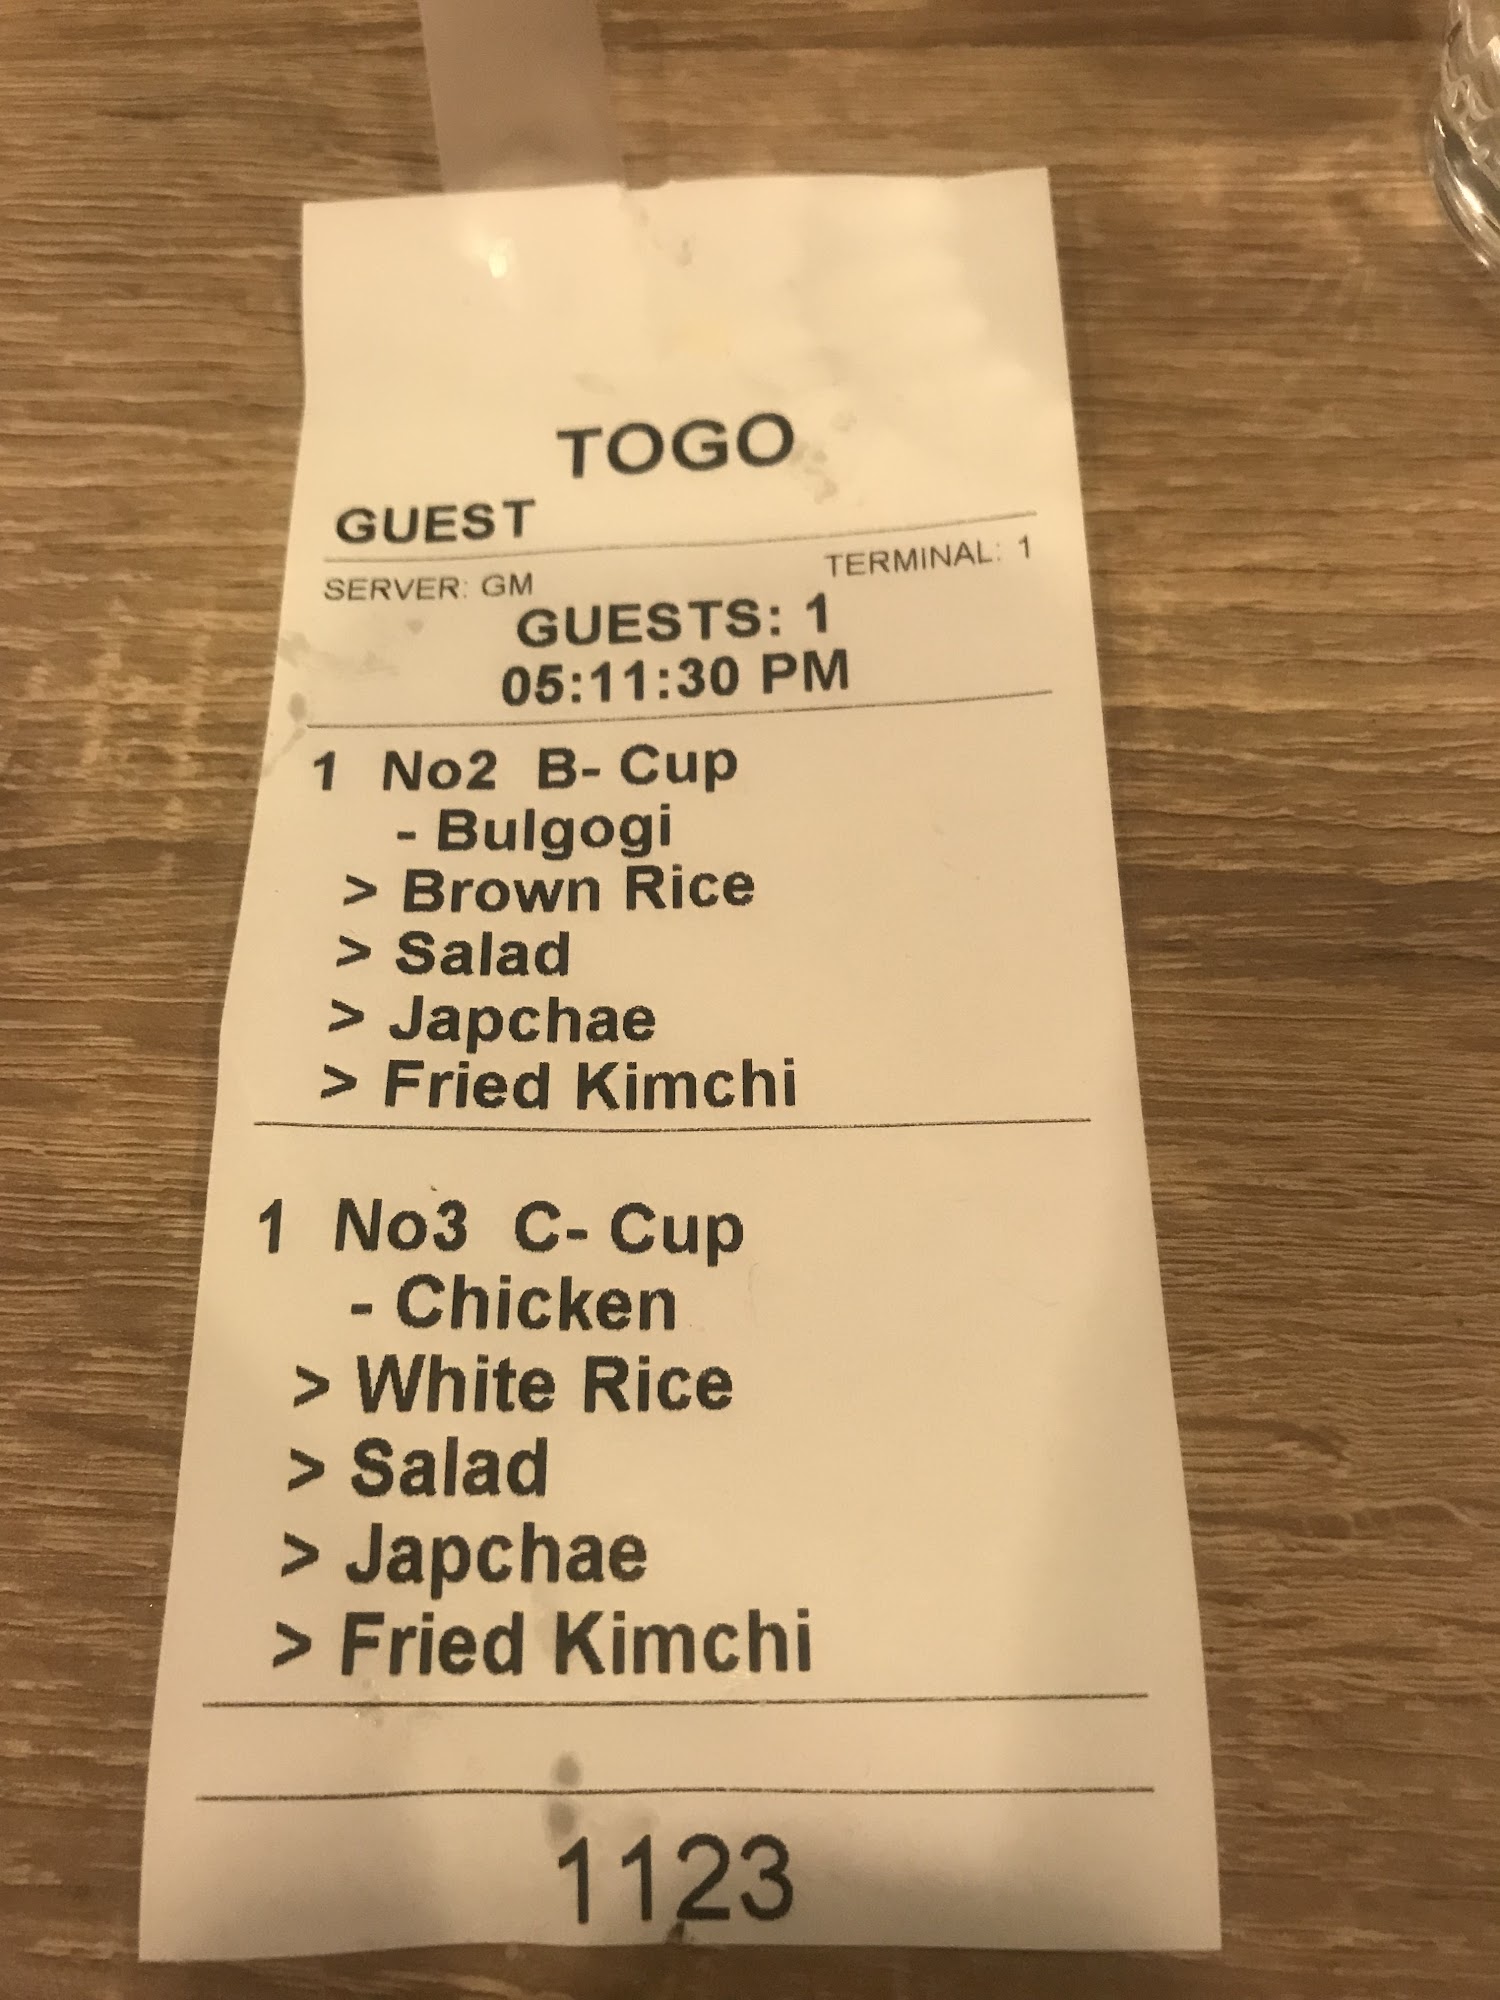 TOGO
GUEST
SERVER: GM TERMINAL: 1
GUESTS: 1
05:11:30 PM
1 No2 B- Cup
- Bulgogi
> Brown Rice
> Salad
> Japchae
> Fried Kimchi
1 No3 C- Cup
- Chicken
> White Rice
> Salad
> Japchae
> Fried Kimchi
1123